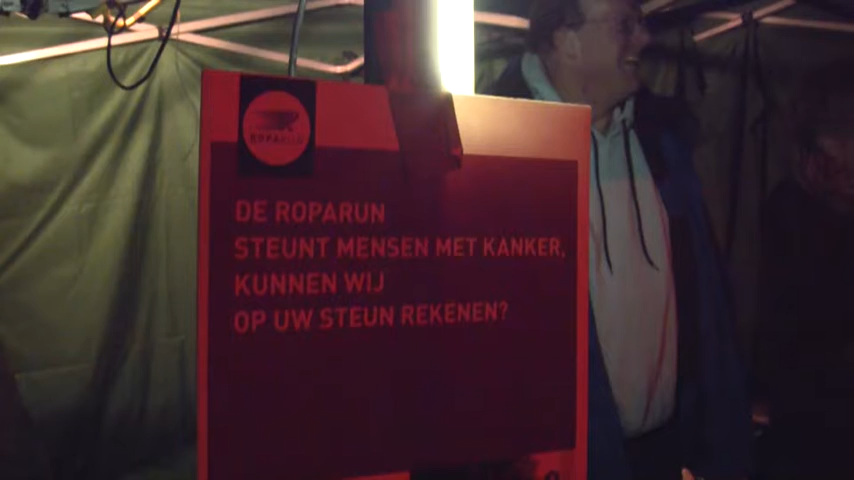 ROPARUN
DE ROPARUN
STEUNT MENSEN MET KANKER,
KUNNEN WIJ
OP UW STEUN REKENEN?